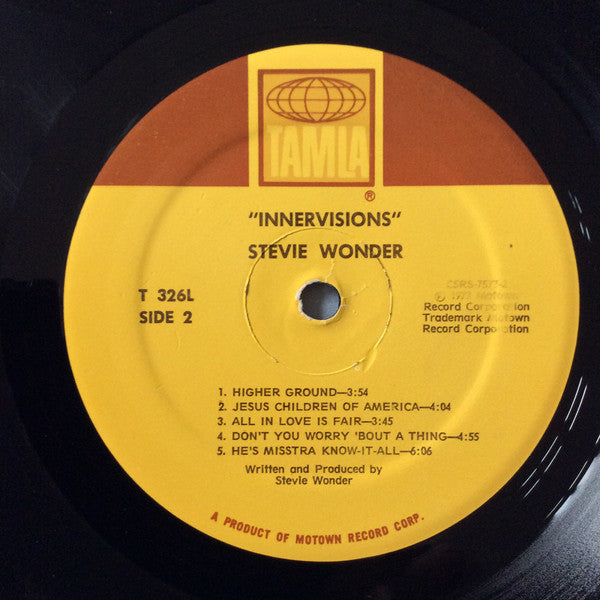 TAMLA
®
"INNERVISIONS"
STEVIE WONDER
T 326L
SIDE 2
Record Corporation
Trademark Motown
Record Corporation
1. HIGHER GROUND—3:54
2. JESUS CHILDREN OF AMERICA—4:04
3. ALL IN LOVE IS FAIR—3:45
4. DON'T YOU WORRY 'BOUT A THING—4:55
5. HE'S MISSTRA KNOW-IT-ALL—6:06
Written and Produced by
Stevie Wonder
A PRODUCT OF MOTOWN RECORD CORP.